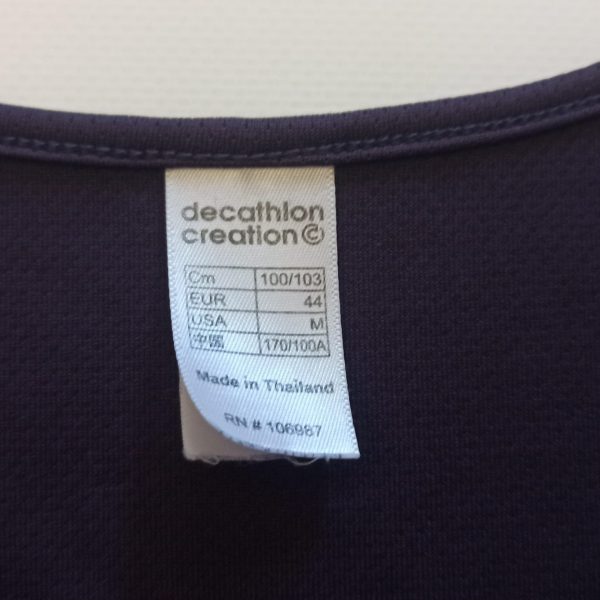 decathlon
creation ©
Cm 100/103
EUR 44
USA M
中国 170/100A
Made in Thailand
RN # 106987